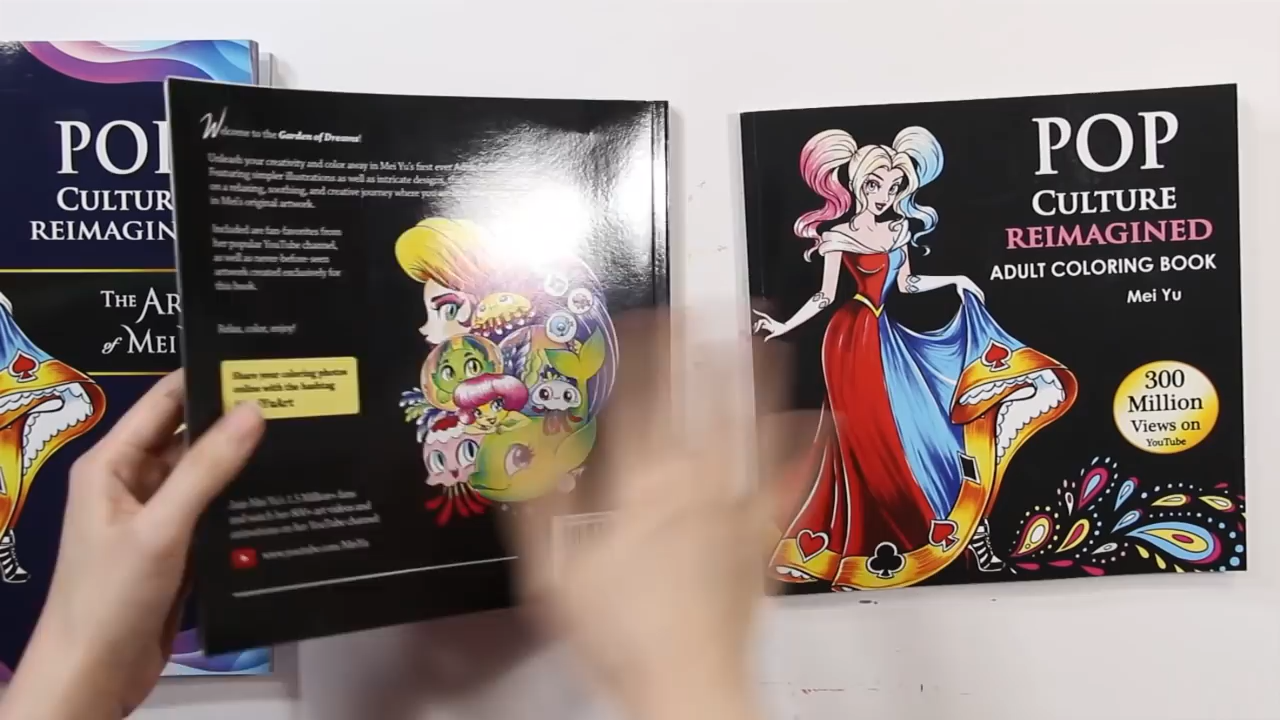 POP
CULTUR
REIMAGIN
THE AR
of MEI
Welcome to the Garden of Dreams!
Unleash your creativity and color away in Mei Yu's first ever
Featuring simpler illustrations as well as intricate designs,
on a relaxing, soothing, and creative journey where you
in Mei's original artwork.
Included are fan-favorites from
her popular YouTube channel,
as well as never-before-seen
artwork created exclusively for
this book.
Relax, color, enjoy!
Share your coloring photos
online with the hashtag
YuArt
POP
CULTURE
REIMAGINED
ADULT COLORING BOOK
Mei Yu
300
Million
Views on
YouTube